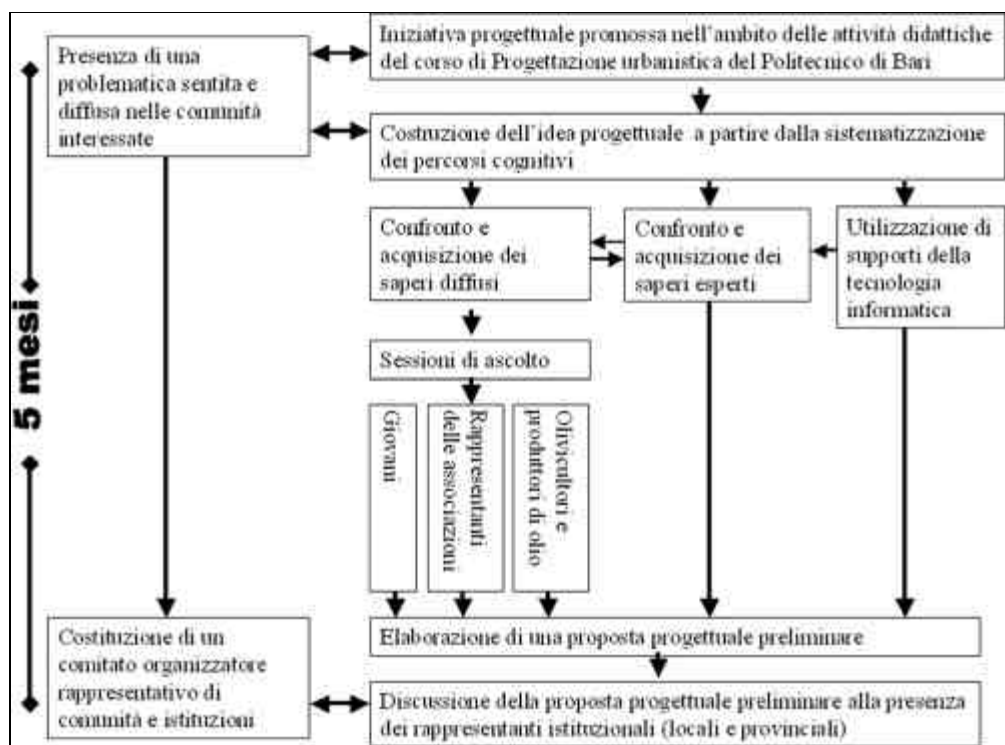 Presenza di una
problematica sentita e
diffusa nelle comunità
interessate
Iniziativa progettuale promossa nell'ambito delle attività didattiche
del corso di Progettazione urbanistica del Politecnico di Bari
Costruzione dell'idea progettuale a partire dalla sistematizzazione
dei percorsi cognitivi
Confronto e
acquisizione dei
saperi diffusi
Confronto e
acquisizione dei
saperi esperti
Utilizzazione di
supporti della
tecnologia
informatica
5 mesi
Sessioni di ascolto
Giovani
Rappresentanti
delle associazioni
Olivicultori e
produttori di olio
Costituzione di un
comitato organizzatore
rappresentativo di
comunità e istituzioni
Elaborazione di una proposta progettuale preliminare
Discussione della proposta progettuale preliminare alla presenza
dei rappresentanti istituzionali (locali e provinciali)